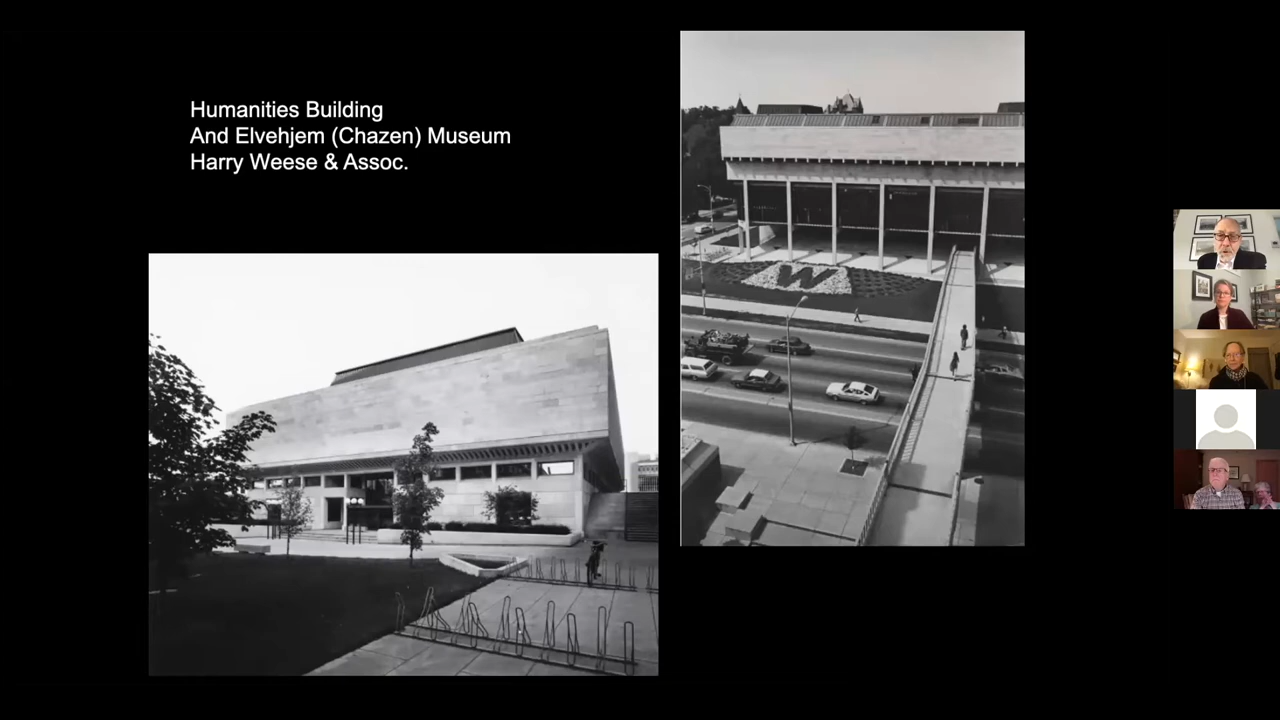 Humanities Building
And Elvehjem (Chazen) Museum
Harry Weese & Assoc.
W